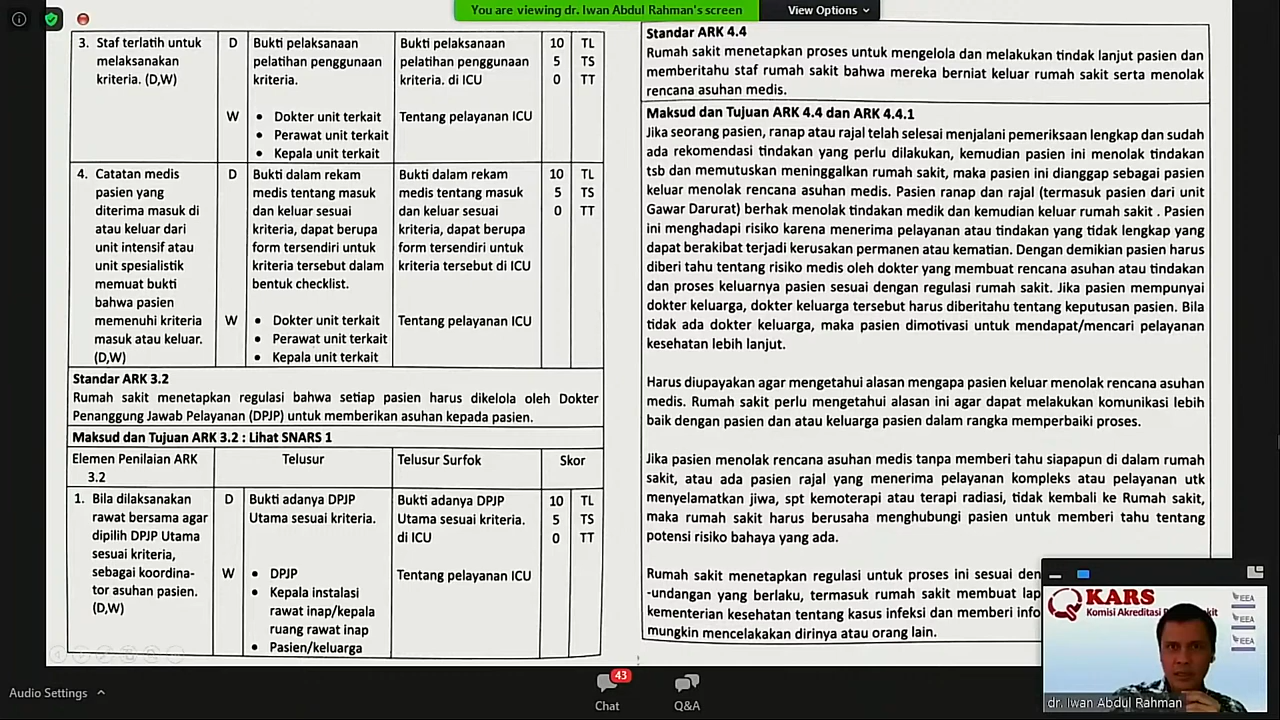 You are viewing dr. Iwan Abdul Rahman's screen
View Options
3. Staf terlatih untuk
melaksanakan
kriteria. (D,W)
D
Bukti pelaksanaan
pelatihan penggunaan
kriteria.
Bukti pelaksanaan
pelatihan penggunaan
kriteria. di ICU
10 TL
5 TS
0 TT
W
• Dokter unit terkait
• Perawat unit terkait
• Kepala unit terkait
Tentang pelayanan ICU
4. Catatan medis
pasien yang
diterima masuk di
atau keluar dari
unit intensif atau
unit spesialistik
memuat bukti
bahwa pasien
memenuhi kriteria
masuk atau keluar.
(D,W)
D
Bukti dalam rekam
medis tentang masuk
dan keluar sesuai
kriteria, dapat berupa
form tersendiri untuk
kriteria tersebut dalam
bentuk checklist.
Bukti dalam rekam
medis tentang masuk
dan keluar sesuai
kriteria, dapat berupa
form tersendiri untuk
kriteria tersebut di ICU
10 TL
5 TS
0 TT
W
• Dokter unit terkait
• Perawat unit terkait
• Kepala unit terkait
Tentang pelayanan ICU
Standar ARK 3.2
Rumah sakit menetapkan regulasi bahwa setiap pasien harus dikelola oleh Dokter
Penanggung Jawab Pelayanan (DPJP) untuk memberikan asuhan kepada pasien.
Maksud dan Tujuan ARK 3.2 : Lihat SNARS 1
Elemen Penilaian ARK
3.2
Telusur
Telusur Surfok
Skor
1. Bila dilaksanakan
rawat bersama agar
dipilih DPJP Utama
sesuai kriteria,
sebagai koordina-
tor asuhan pasien.
(D,W)
D
Bukti adanya DPJP
Utama sesuai kriteria.
Bukti adanya DPJP
Utama sesuai kriteria.
di ICU
10 TL
5 TS
0 TT
W
• DPJP
• Kepala instalasi
rawat inap/kepala
ruang rawat inap
• Pasien/keluarga
Tentang pelayanan ICU
Standar ARK 4.4
Rumah sakit menetapkan proses untuk mengelola dan melakukan tindak lanjut pasien dan
memberitahu staf rumah sakit bahwa mereka berniat keluar rumah sakit serta menolak
rencana asuhan medis.
Maksud dan Tujuan ARK 4.4 dan ARK 4.4.1
Jika seorang pasien, ranap atau rajal telah selesai menjalani pemeriksaan lengkap dan sudah
ada rekomendasi tindakan yang perlu dilakukan, kemudian pasien ini menolak tindakan
tsb dan memutuskan meninggalkan rumah sakit, maka pasien ini dianggap sebagai pasien
keluar menolak rencana asuhan medis. Pasien ranap dan rajal (termasuk pasien dari unit
Gawar Darurat) berhak menolak tindakan medik dan kemudian keluar rumah sakit . Pasien
ini menghadapi risiko karena menerima pelayanan atau tindakan yang tidak lengkap yang
dapat berakibat terjadi kerusakan permanen atau kematian. Dengan demikian pasien harus
diberi tahu tentang risiko medis oleh dokter yang membuat rencana asuhan atau tindakan
dan proses keluarnya pasien sesuai dengan regulasi rumah sakit. Jika pasien mempunyai
dokter keluarga, dokter keluarga tersebut harus diberitahu tentang keputusan pasien. Bila
tidak ada dokter keluarga, maka pasien dimotivasi untuk mendapat/mencari pelayanan
kesehatan lebih lanjut.
Harus diupayakan agar mengetahui alasan mengapa pasien keluar menolak rencana asuhan
medis. Rumah sakit perlu mengetahui alasan ini agar dapat melakukan komunikasi lebih
baik dengan pasien dan atau keluarga pasien dalam rangka memperbaiki proses.
Jika pasien menolak rencana asuhan medis tanpa memberi tahu siapapun di dalam rumah
sakit, atau ada pasien rajal yang menerima pelayanan kompleks atau pelayanan utk
menyelamatkan jiwa, spt kemoterapi atau terapi radiasi, tidak kembali ke Rumah Sakit,
maka rumah sakit harus berusaha menghubungi pasien untuk memberi tahu tentang
potensi risiko bahaya yang ada.
Rumah sakit menetapkan regulasi untuk proses ini sesuai den
-undangan yang berlaku, termasuk rumah sakit membuat lap
kementerian kesehatan tentang kasus infeksi dan memberi info
mungkin mencelakakan dirinya atau orang lain.
KARS
Komisi Akreditasi
IEEA
IEEA
IEEA
dr. Iwan Abdul Rahman
Audio Settings
43
Chat
Q&A